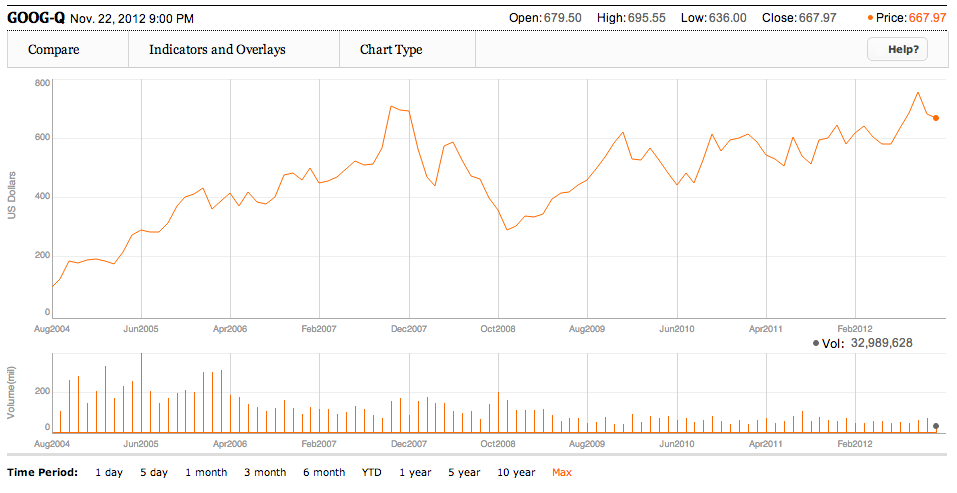 GOOG-Q Nov. 22, 2012 9:00 PM Open: 679.50 High: 695.55 Low: 636.00 Close: 667.97 Price: 667.97
Compare Indicators and Overlays Chart Type Help?
800
600
400
200
0
US Dollars
Aug2004 Jun2005 Apr2006 Feb2007 Dec2007 Oct2008 Aug2009 Jun2010 Apr2011 Feb2012
Vol: 32,989,628
200
0
Volume(mil)
Aug2004 Jun2005 Apr2006 Feb2007 Dec2007 Oct2008 Aug2009 Jun2010 Apr2011 Feb2012
Time Period: 1 day 5 day 1 month 3 month 6 month YTD 1 year 5 year 10 year Max